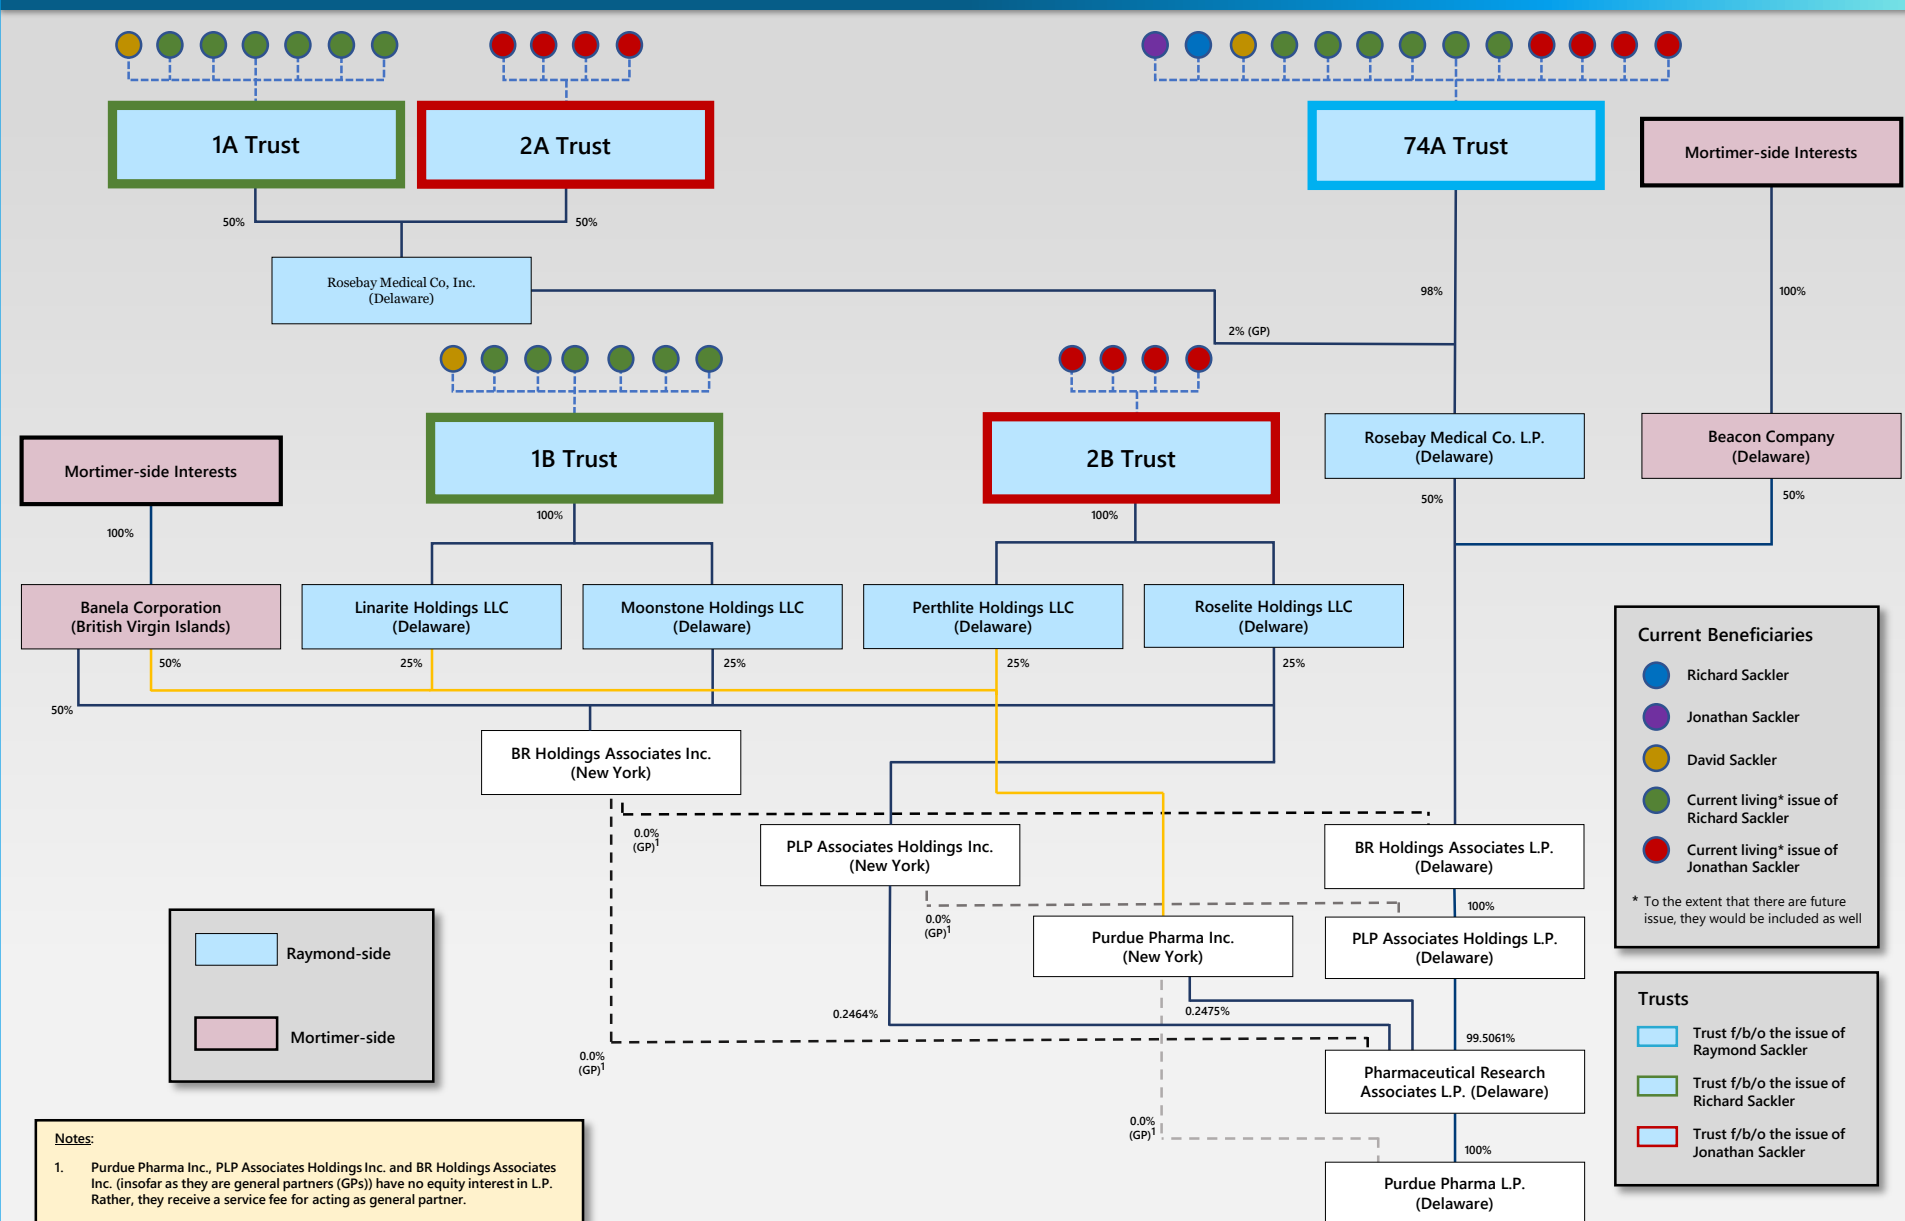 1A Trust
2A Trust
74A Trust
Mortimer-side Interests
50%
50%
Rosebay Medical Co, Inc.
(Delaware)
98%
100%
2% (GP)
Mortimer-side Interests
1B Trust
2B Trust
Rosebay Medical Co. L.P.
(Delaware)
Beacon Company
(Delaware)
100%
100%
100%
50%
50%
Banela Corporation
(British Virgin Islands)
Linarite Holdings LLC
(Delaware)
Moonstone Holdings LLC
(Delaware)
Perthlite Holdings LLC
(Delaware)
Roselite Holdings LLC
(Delware)
50%
25%
25%
25%
25%
50%
BR Holdings Associates Inc.
(New York)
0.0%
(GP)1
PLP Associates Holdings Inc.
(New York)
BR Holdings Associates L.P.
(Delaware)
100%
0.0%
(GP)1
Purdue Pharma Inc.
(New York)
PLP Associates Holdings L.P.
(Delaware)
0.2464%
0.2475%
99.5061%
0.0%
(GP)1
Pharmaceutical Research
Associates L.P. (Delaware)
0.0%
(GP)1
100%
Purdue Pharma L.P.
(Delaware)
Current Beneficiaries
Richard Sackler
Jonathan Sackler
David Sackler
Current living* issue of
Richard Sackler
Current living* issue of
Jonathan Sackler
* To the extent that there are future
issue, they would be included as well
Trusts
Trust f/b/o the issue of
Raymond Sackler
Trust f/b/o the issue of
Richard Sackler
Trust f/b/o the issue of
Jonathan Sackler
Raymond-side
Mortimer-side
Notes:
1. Purdue Pharma Inc., PLP Associates Holdings Inc. and BR Holdings Associates
Inc. (insofar as they are general partners (GPs)) have no equity interest in L.P.
Rather, they receive a service fee for acting as general partner.